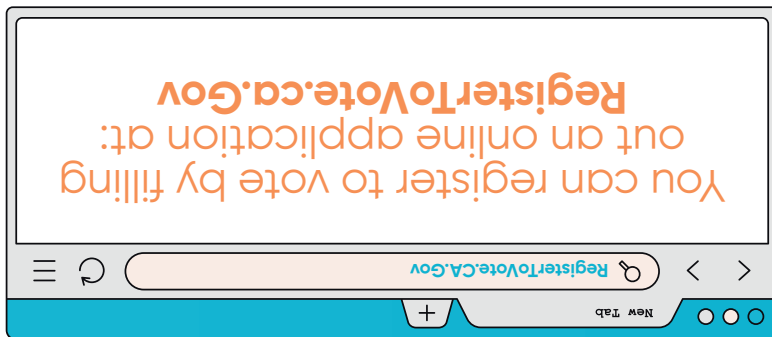 New Tab
RegisterToVote.CA.Gov
You can register to vote by filling
out an online application at:
RegisterToVote.ca.Gov